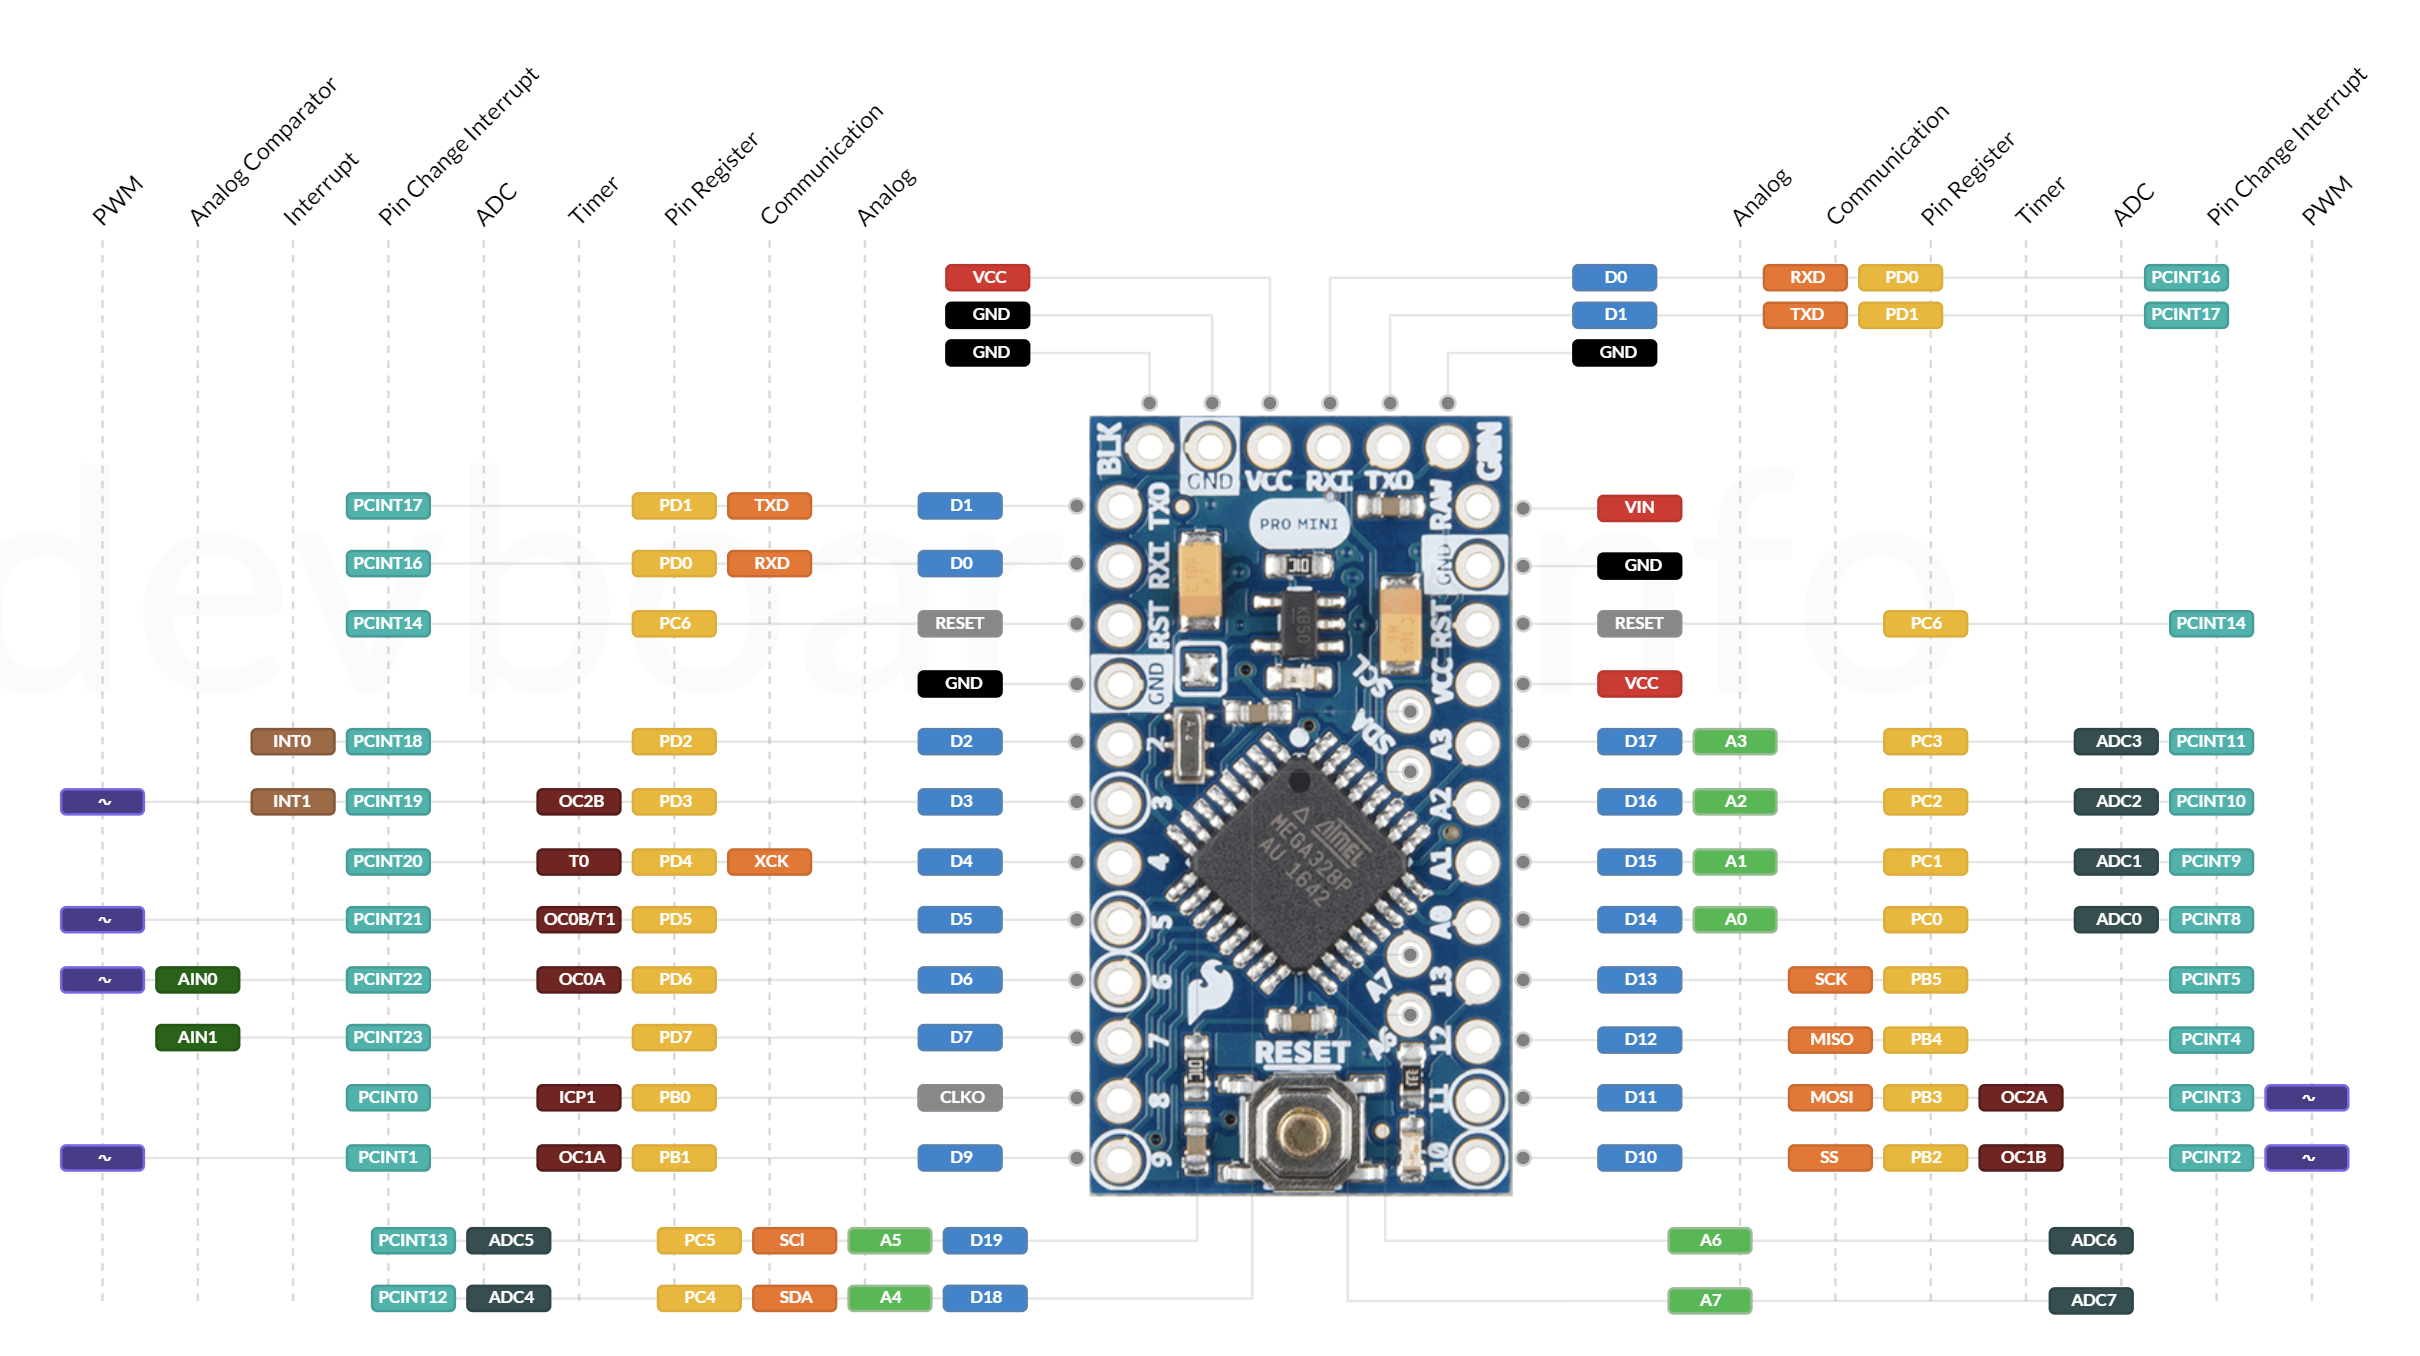 PWM Analog Comparator Interrupt Pin Change Interrupt ADC Timer Pin Register Communication Analog
Analog Communication Pin Register Timer ADC Pin Change Interrupt PWM
VCC D0 RXD PD0 PCINT16
GND D1 TXD PD1 PCINT17
GND GND
BLK GND VCC RXI TXO GRN
PCINT17 PD1 TXD D1 TXO RAW VIN
PRO MINI
PCINT16 PD0 RXD D0 RXI GND GND
PCINT14 PC6 RESET RST RST RESET PC6 PCINT14
GND GND VCC VCC
SCL
SDA
INT0 PCINT18 PD2 D2 2 A3 D17 A3 PC3 ADC3 PCINT11
~ INT1 PCINT19 OC2B PD3 D3 3 A2 D16 A2 PC2 ADC2 PCINT10
ATMEL
MEGA328P
AU 1642
PCINT20 T0 PD4 XCK D4 4 A1 D15 A1 PC1 ADC1 PCINT9
~ PCINT21 OC0B/T1 PD5 D5 5 A0 D14 A0 PC0 ADC0 PCINT8
~ AIN0 PCINT22 OC0A PD6 D6 6 A7 13 D13 SCK PB5 PCINT5
AIN1 PCINT23 PD7 D7 7 A6 12 D12 MISO PB4 PCINT4
RESET
PCINT0 ICP1 PB0 CLKO 8 11 D11 MOSI PB3 OC2A PCINT3 ~
~ PCINT1 OC1A PB1 D9 9 10 D10 SS PB2 OC1B PCINT2 ~
PCINT13 ADC5 PC5 SCl A5 D19 A6 ADC6
PCINT12 ADC4 PC4 SDA A4 D18 A7 ADC7